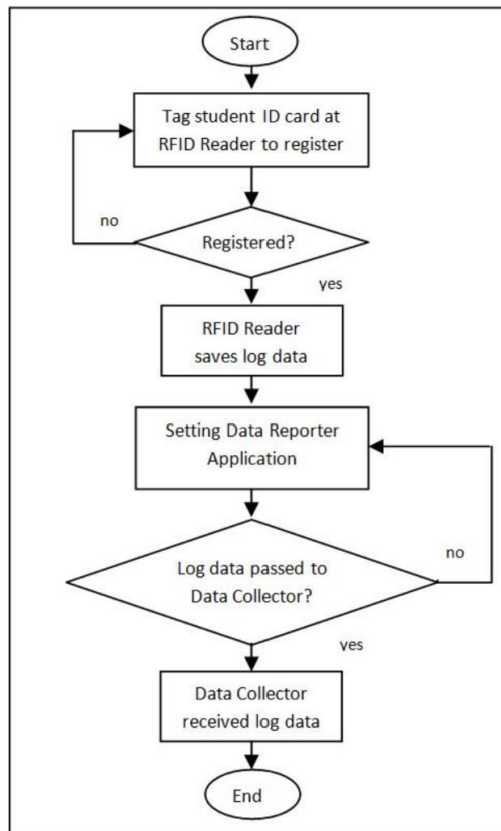 Start
Tag student ID card at
RFID Reader to register
no
Registered?
yes
RFID Reader
saves log data
Setting Data Reporter
Application
no
Log data passed to
Data Collector?
yes
Data Collector
received log data
End